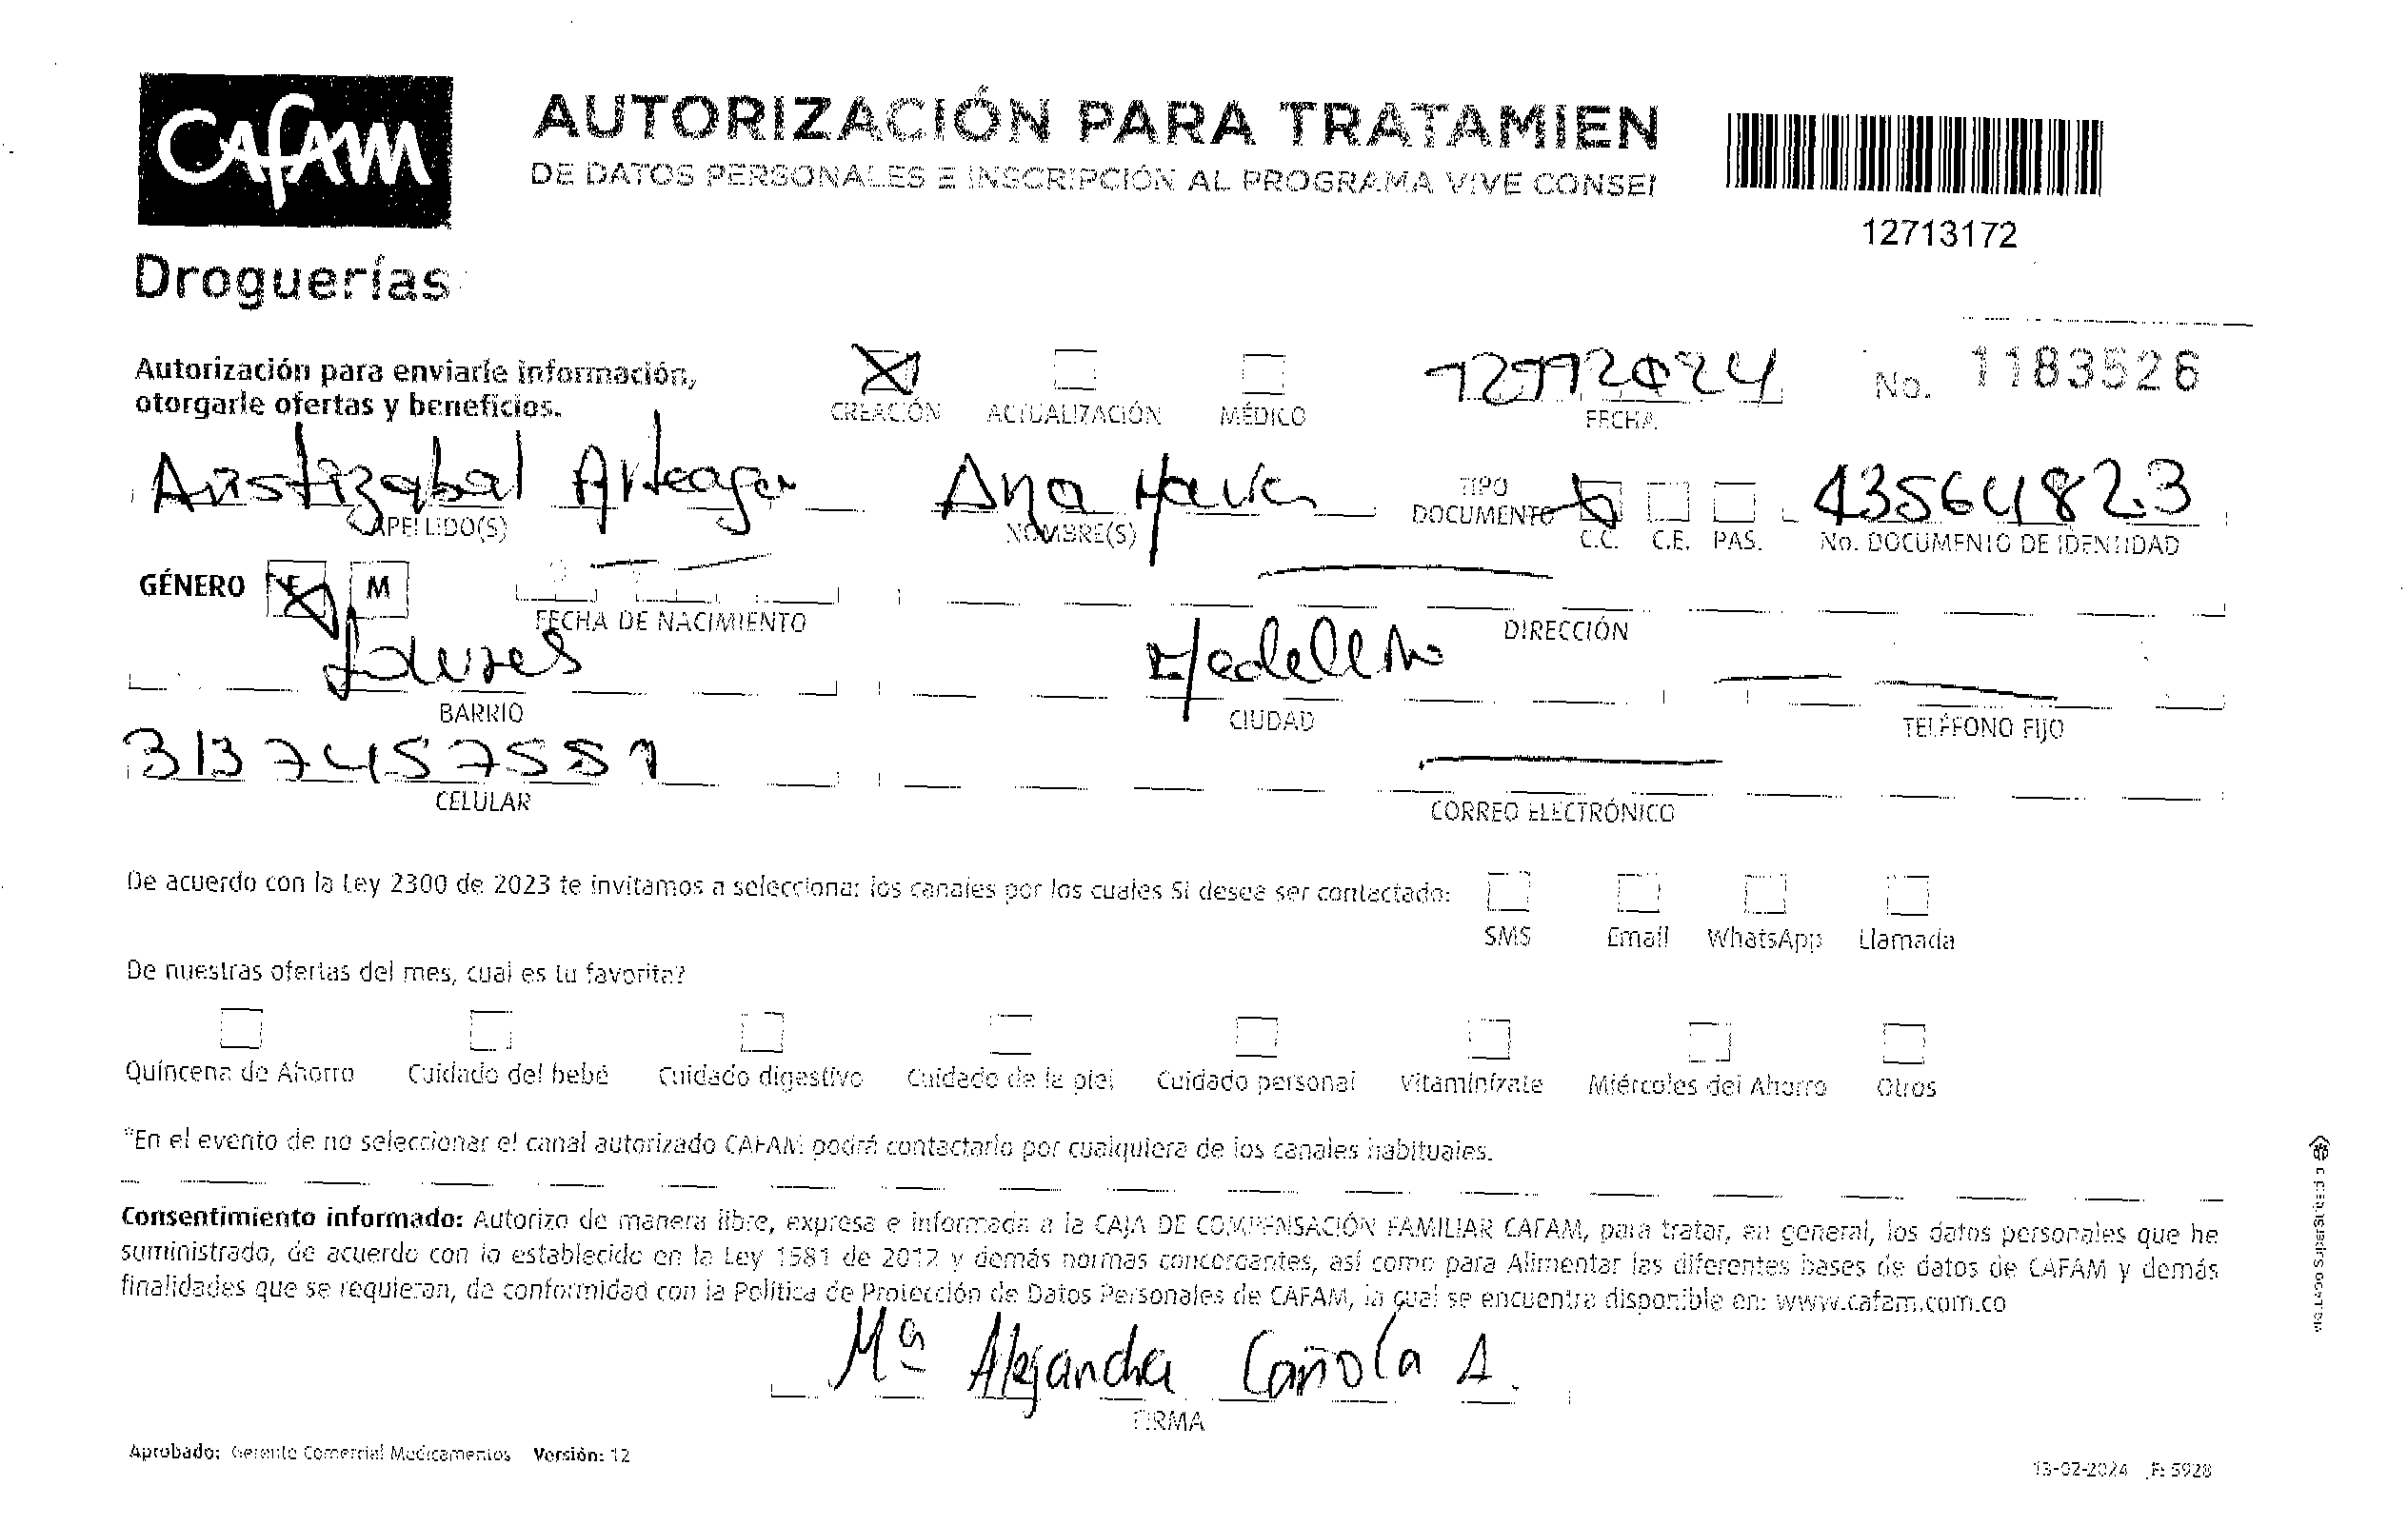 CAFAM
Droguerías
AUTORIZACIÓN PARA TRATAMIEN
DE DATOS PERSONALES E INSCRIPCIÓN AL PROGRAMA VIVE CONSEI
12713172
Autorización para enviarle información,
otorgarle ofertas y beneficios.
CREACIÓN ACTUALIZACIÓN MÉDICO
12112024
FECHA
No. 1183526
Aristizabal Arteaga Ana Maria
APELLIDO(S) NOMBRE(S)
TIPO
DOCUMENTO
C.C. C.E. PAS.
43564823
No. DOCUMENTO DE IDENTIDAD
GÉNERO F M
FECHA DE NACIMIENTO
DIRECCIÓN
Laures Medellin
BARRIO CIUDAD TELÉFONO FIJO
3137457551
CELULAR CORREO ELECTRÓNICO
De acuerdo con la Ley 2300 de 2023 te invitamos a seleccionar los canales por los cuales Si desea ser contactado:
SMS Email WhatsApp Llamada
De nuestras ofertas del mes, cual es tu favorita?
Quincena de Ahorro Cuidado del bebé Cuidado digestivo Cuidado de la piel Cuidado personal Vitamínizate Miércoles del Ahorro Otros
*En el evento de no seleccionar el canal autorizado CAFAM podrá contactarlo por cualquiera de los canales habituales.
Consentimiento informado: Autorizo de manera libre, expresa e informada a la CAJA DE COMPENSACIÓN FAMILIAR CAFAM, para tratar, en general, los datos personales que he
suministrado, de acuerdo con lo establecido en la Ley 1581 de 2012 y demás normas concordantes, así como para Alimentar las diferentes bases de datos de CAFAM y demás
finalidades que se requieran, de conformidad con la Política de Protección de Datos Personales de CAFAM, la cual se encuentra disponible en: www.cafam.com.co
Mª Alejandra Cañola A.
FIRMA
Aprobado: Gerente Comercial Medicamentos Versión: 12
13-02-2024 F: 5928